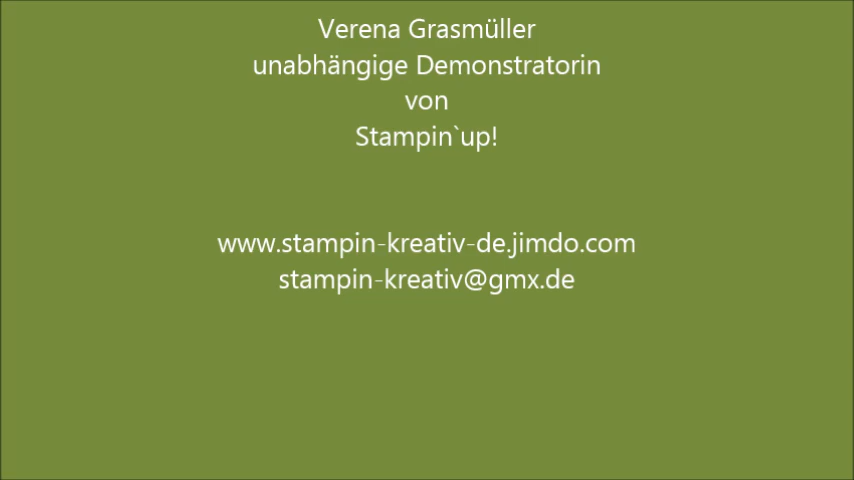 Verena Grasmüller
unabhängige Demonstratorin
von
Stampin`up!
www.stampin-kreativ-de.jimdo.com
stampin-kreativ@gmx.de